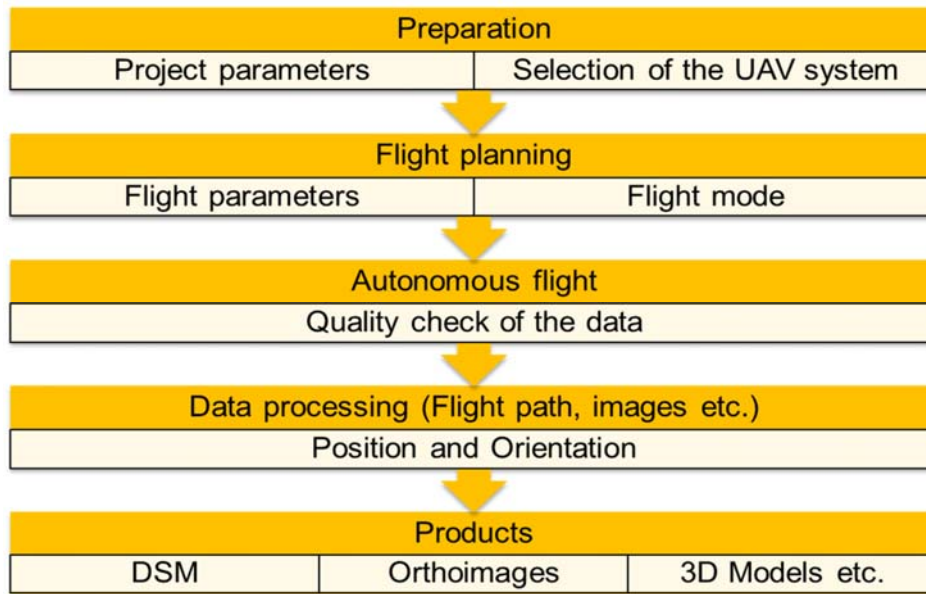 Preparation
Project parameters
Selection of the UAV system
Flight planning
Flight parameters
Flight mode
Autonomous flight
Quality check of the data
Data processing (Flight path, images etc.)
Position and Orientation
Products
DSM
Orthoimages
3D Models etc.